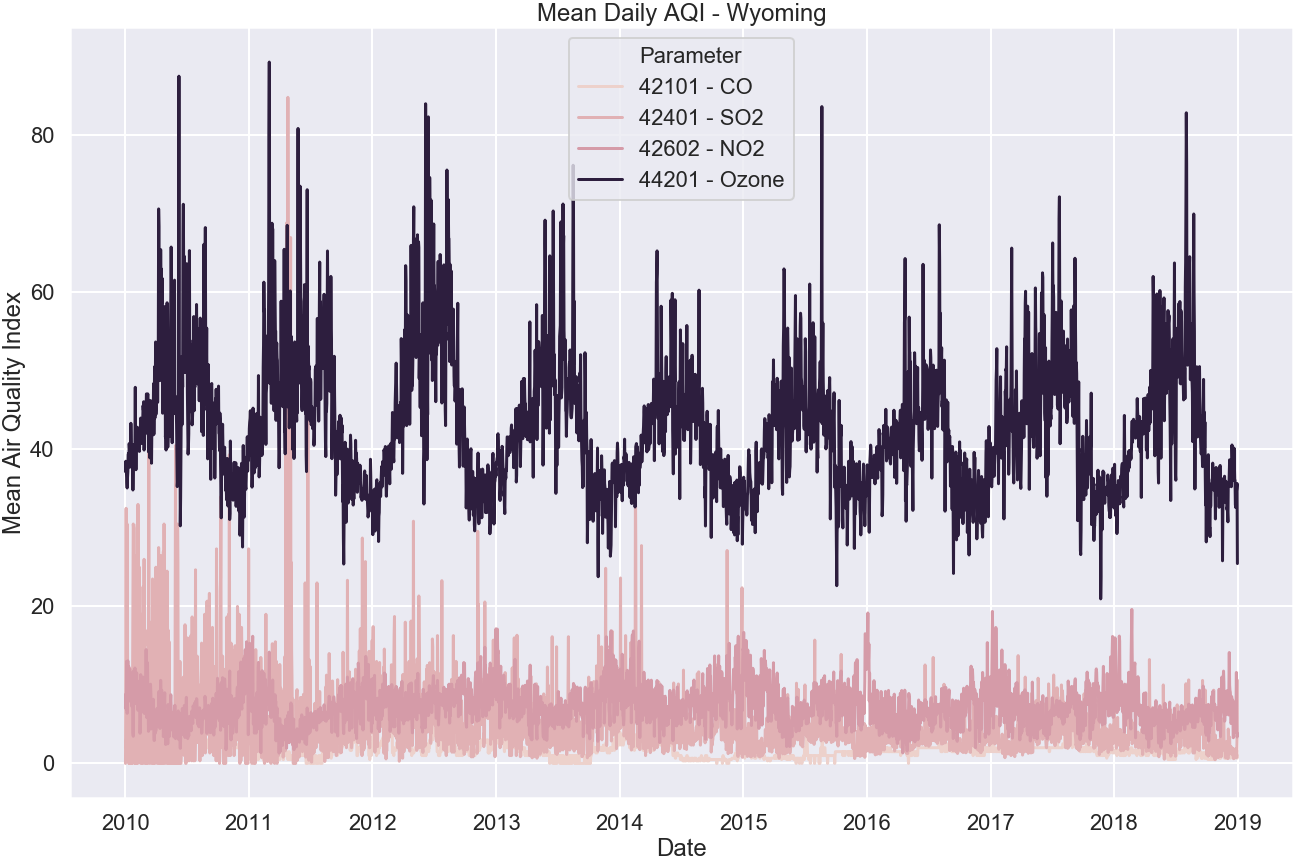 Mean Daily AQI - Wyoming
Parameter
42101 - CO
42401 - SO2
42602 - NO2
44201 - Ozone
Mean Air Quality Index
80
60
40
20
0
2010 2011 2012 2013 2014 2015 2016 2017 2018 2019
Date